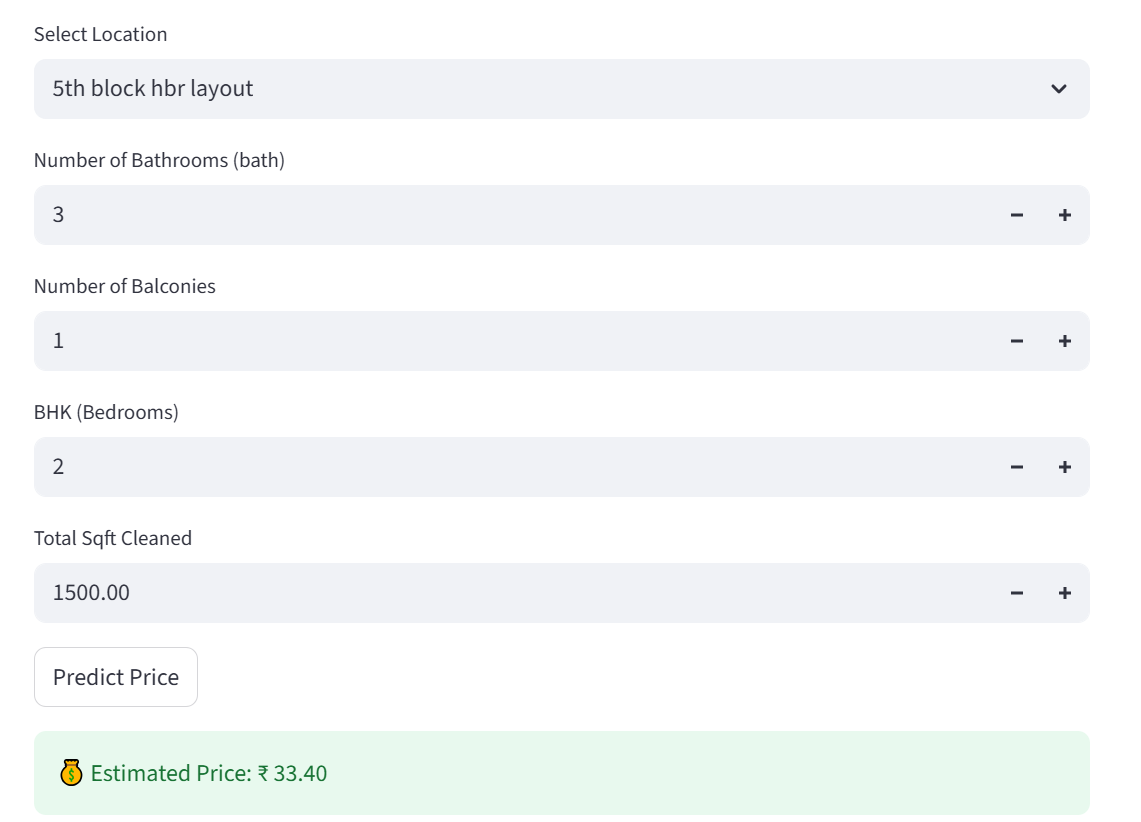 Select Location
5th block hbr layout
Number of Bathrooms (bath)
3
Number of Balconies
1
BHK (Bedrooms)
2
Total Sqft Cleaned
1500.00
Predict Price
💰 Estimated Price: ₹ 33.40